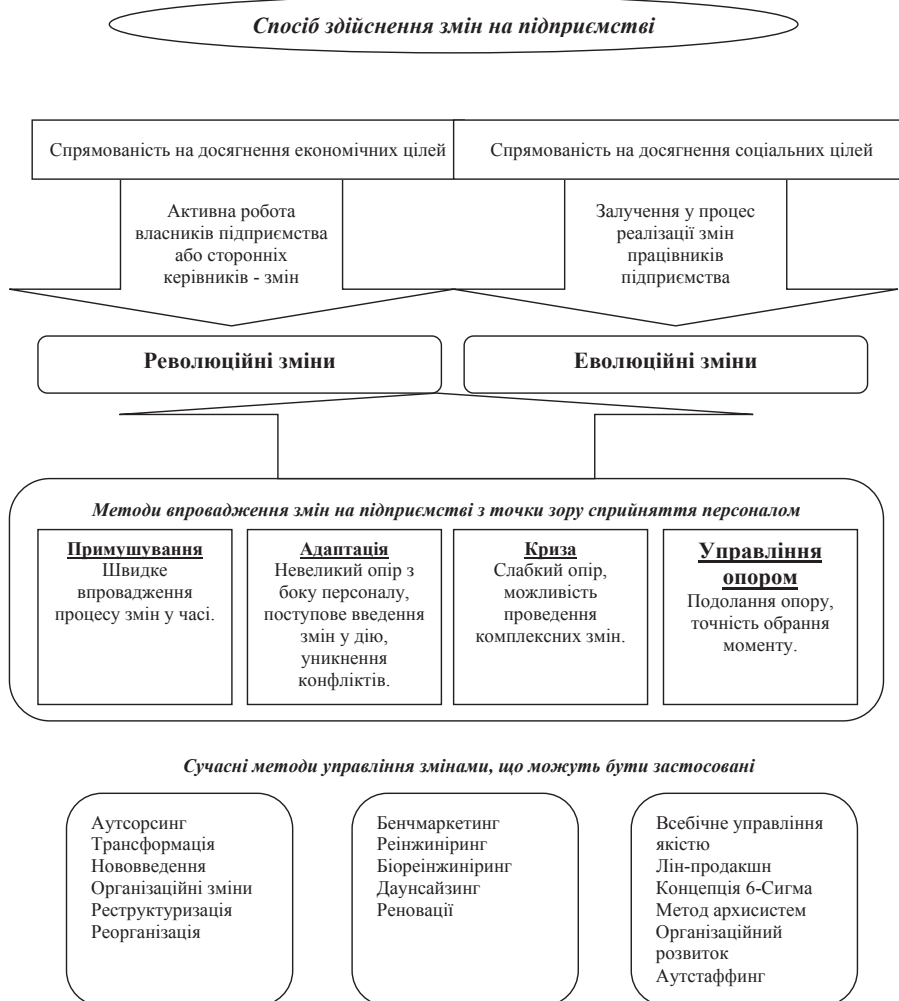 Спосіб здійснення змін на підприємстві
Спрямованість на досягнення економічних цілей
Спрямованість на досягнення соціальних цілей
Активна робота
власників підприємства
або сторонніх
керівників - змін
Залучення у процес
реалізації змін
працівників
підприємства
Революційні зміни
Еволюційні зміни
Методи впровадження змін на підприємстві з точки зору сприйняття персоналом
Примушування
Швидке
впровадження
процесу змін у часі.
Адаптація
Невеликий опір з
боку персоналу,
поступове введення
змін у дію,
уникнення
конфліктів.
Криза
Слабкий опір,
можливість
проведення
комплексних змін.
Управління
опором
Подолання опору,
точність обрання
моменту.
Сучасні методи управління змінами, що можуть бути застосовані
Аутсорсинг
Трансформація
Нововведення
Організаційні зміни
Реструктуризація
Реорганізація
Бенчмаркетинг
Реінжиніринг
Біореінжиніринг
Даунсайзинг
Реновації
Всебічне управління
якістю
Лін-продакшн
Концепція 6-Сигма
Метод архисистем
Організаційний
розвиток
Аутстаффинг